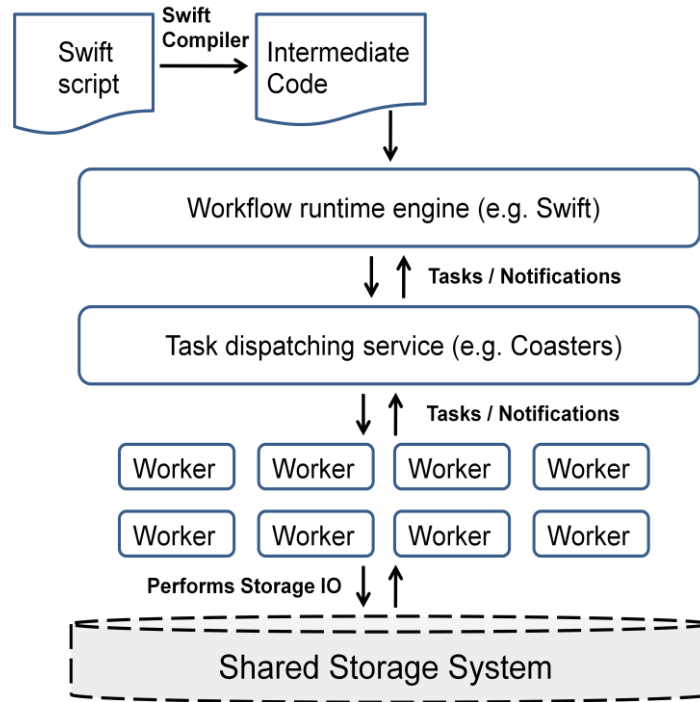 Swift
Compiler
Swift
script
Intermediate
Code
Workflow runtime engine (e.g. Swift)
Tasks / Notifications
Task dispatching service (e.g. Coasters)
Tasks / Notifications
Worker Worker Worker Worker
Worker Worker Worker Worker
Performs Storage IO
Shared Storage System